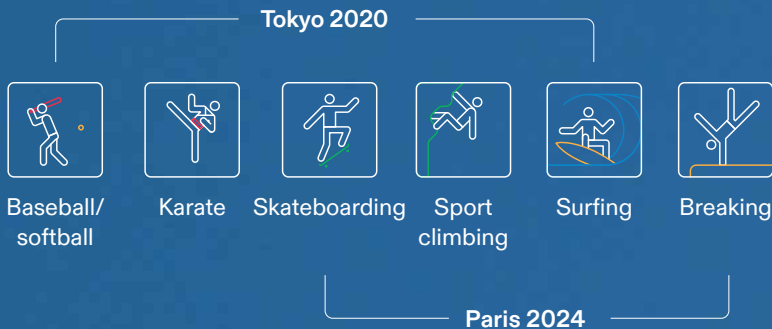 Tokyo 2020
Baseball/
softball
Karate
Skateboarding
Sport
climbing
Surfing
Breaking
Paris 2024